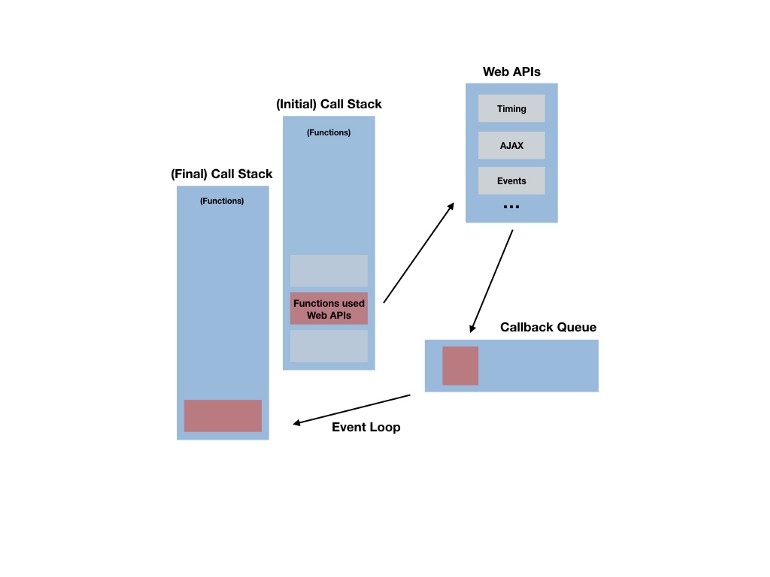 Web APIs
Timing
AJAX
Events
...
(Initial) Call Stack
(Functions)
Functions used
Web APIs
(Final) Call Stack
(Functions)
Callback Queue
Event Loop